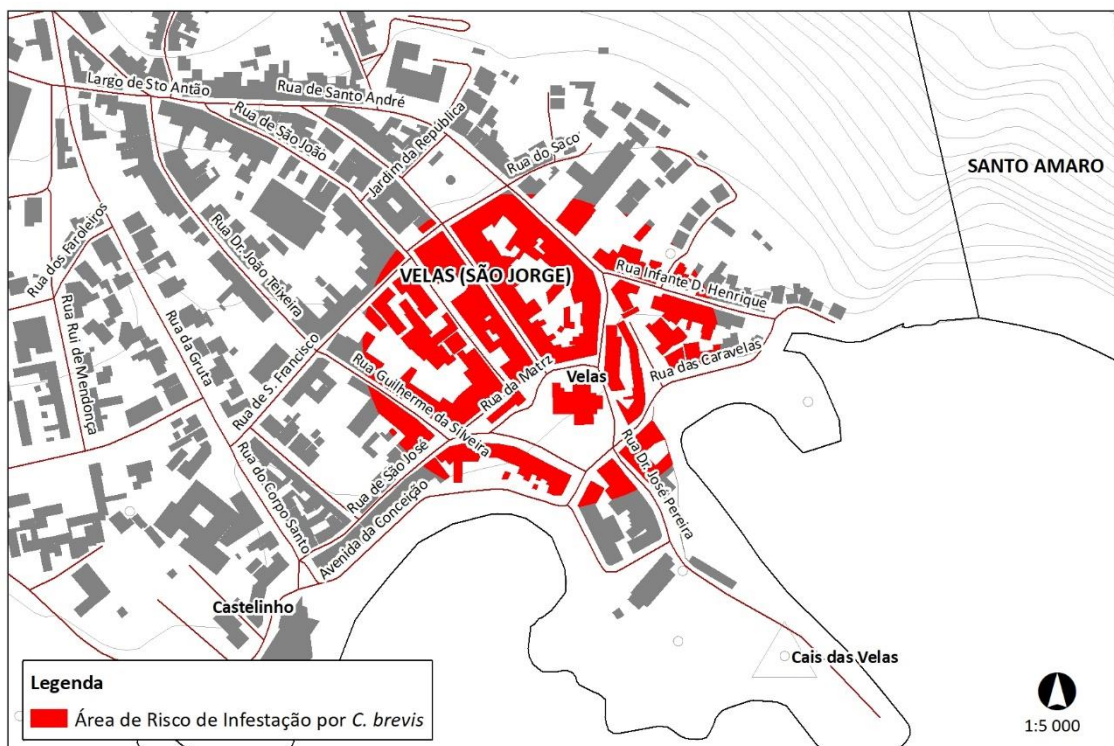 Largo de Sto Antão
Rua de Santo André
Rua de São João
Jardim da República
Rua do Saco
SANTO AMARO
Rua dos Faroleiros
Rua Dr. João Teixeira
VELAS (SÃO JORGE)
Rua Infante D. Henrique
Rua Rui de Mendonça
Rua da Gruta
Rua de S. Francisco
Rua Guilherme da Silveira
Rua da Matrz
Velas
Rua das Caravelas
Rua do Corpo Santo
Rua de São José
Avenida da Conceição
Rua Dr. José Pereira
Castelinho
Cais das Velas
Legenda
Área de Risco de Infestação por C. brevis
1:5 000